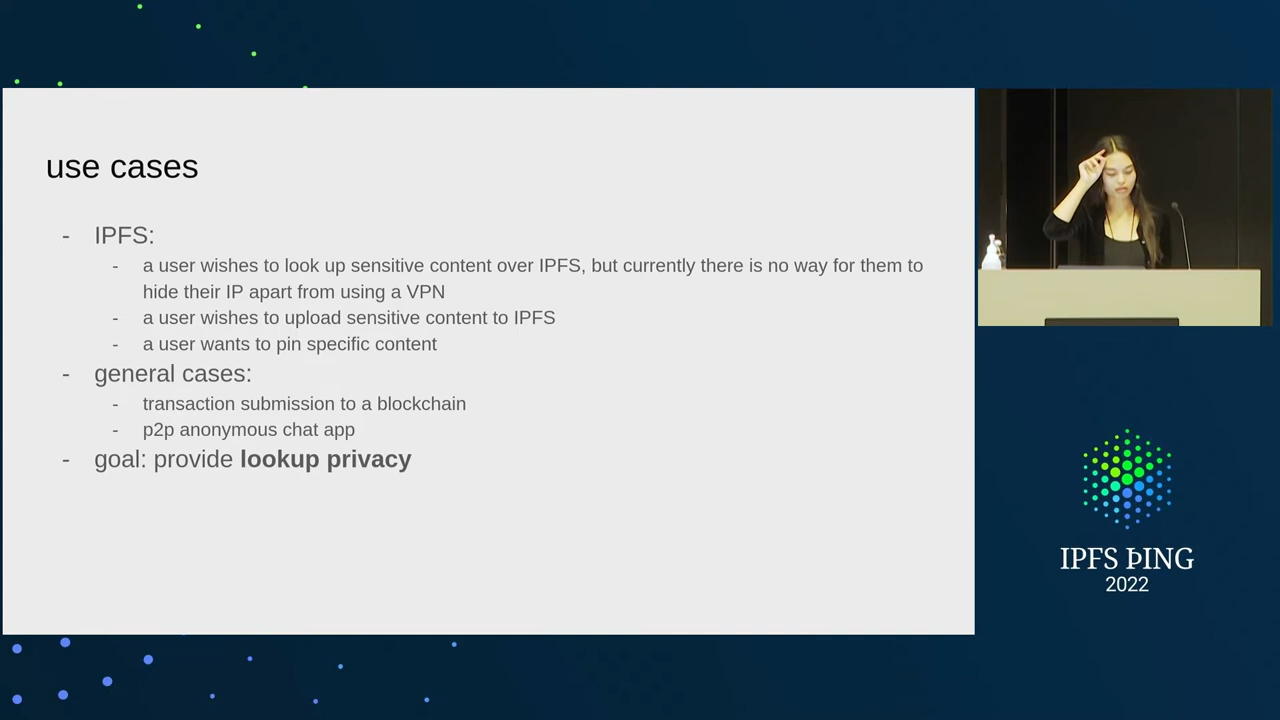 use cases
- IPFS:
- a user wishes to look up sensitive content over IPFS, but currently there is no way for them to
hide their IP apart from using a VPN
- a user wishes to upload sensitive content to IPFS
- a user wants to pin specific content
- general cases:
- transaction submission to a blockchain
- p2p anonymous chat app
- goal: provide lookup privacy
IPFS ÞING
2022